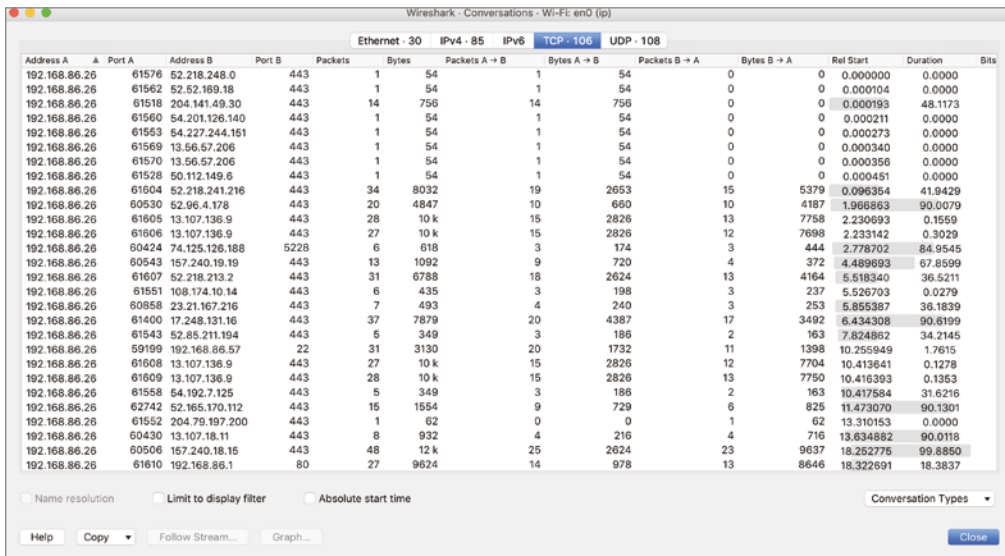 Wireshark · Conversations · Wi-Fi: en0 (ip)
Ethernet · 30 IPv4 · 85 IPv6 TCP · 106 UDP · 108
Address A Port A Address B Port B Packets Bytes Packets A → B Bytes A → B Packets B → A Bytes B → A Rel Start Duration Bits
192.168.86.26 61576 52.218.248.0 443 1 54 1 54 0 0 0.000000 0.0000
192.168.86.26 61562 52.52.169.18 443 1 54 1 54 0 0 0.000104 0.0000
192.168.86.26 61518 204.141.49.30 443 14 756 14 756 0 0 0.000193 48.1173
192.168.86.26 61560 54.201.126.140 443 1 54 1 54 0 0 0.000211 0.0000
192.168.86.26 61553 54.227.244.151 443 1 54 1 54 0 0 0.000273 0.0000
192.168.86.26 61569 13.56.57.206 443 1 54 1 54 0 0 0.000340 0.0000
192.168.86.26 61570 13.56.57.206 443 1 54 1 54 0 0 0.000356 0.0000
192.168.86.26 61528 50.112.149.6 443 1 54 1 54 0 0 0.000451 0.0000
192.168.86.26 61604 52.218.241.216 443 34 8032 19 2653 15 5379 0.096354 41.9429
192.168.86.26 60530 52.96.4.178 443 20 4847 10 660 10 4187 1.966863 90.0079
192.168.86.26 61605 13.107.136.9 443 28 10 k 15 2826 13 7758 2.230693 0.1559
192.168.86.26 61606 13.107.136.9 443 27 10 k 15 2826 12 7698 2.233142 0.3029
192.168.86.26 60424 74.125.126.188 5228 6 618 3 174 3 444 2.778702 84.9545
192.168.86.26 60543 157.240.19.19 443 13 1092 9 720 4 372 4.489693 67.8599
192.168.86.26 61607 52.218.213.2 443 31 6788 18 2624 13 4164 5.518340 36.5211
192.168.86.26 61551 108.174.10.14 443 6 435 3 198 3 237 5.526703 0.0279
192.168.86.26 60858 23.21.167.216 443 7 493 4 240 3 253 5.855387 36.1839
192.168.86.26 61400 17.248.131.16 443 37 7879 20 4387 17 3492 6.434308 90.6199
192.168.86.26 61543 52.85.211.194 443 5 349 3 186 2 163 7.824862 34.2145
192.168.86.26 59199 192.168.86.57 22 31 3130 20 1732 11 1398 10.255949 1.7615
192.168.86.26 61608 13.107.136.9 443 27 10 k 15 2826 12 7704 10.413641 0.1278
192.168.86.26 61609 13.107.136.9 443 28 10 k 15 2826 13 7750 10.416393 0.1353
192.168.86.26 61558 54.192.7.125 443 5 349 3 186 2 163 10.417584 31.6216
192.168.86.26 62742 52.165.170.112 443 15 1554 9 729 6 825 11.473070 90.1301
192.168.86.26 61552 204.79.197.200 443 1 62 0 0 1 62 13.310153 0.0000
192.168.86.26 60430 13.107.18.11 443 8 932 4 216 4 716 13.634882 90.0118
192.168.86.26 60506 157.240.18.15 443 48 12 k 25 2624 23 9637 18.252775 99.8850
192.168.86.26 61610 192.168.86.1 80 27 9624 14 978 13 8646 18.322691 18.3837
Name resolution Limit to display filter Absolute start time Conversation Types
Help Copy Follow Stream... Graph... Close